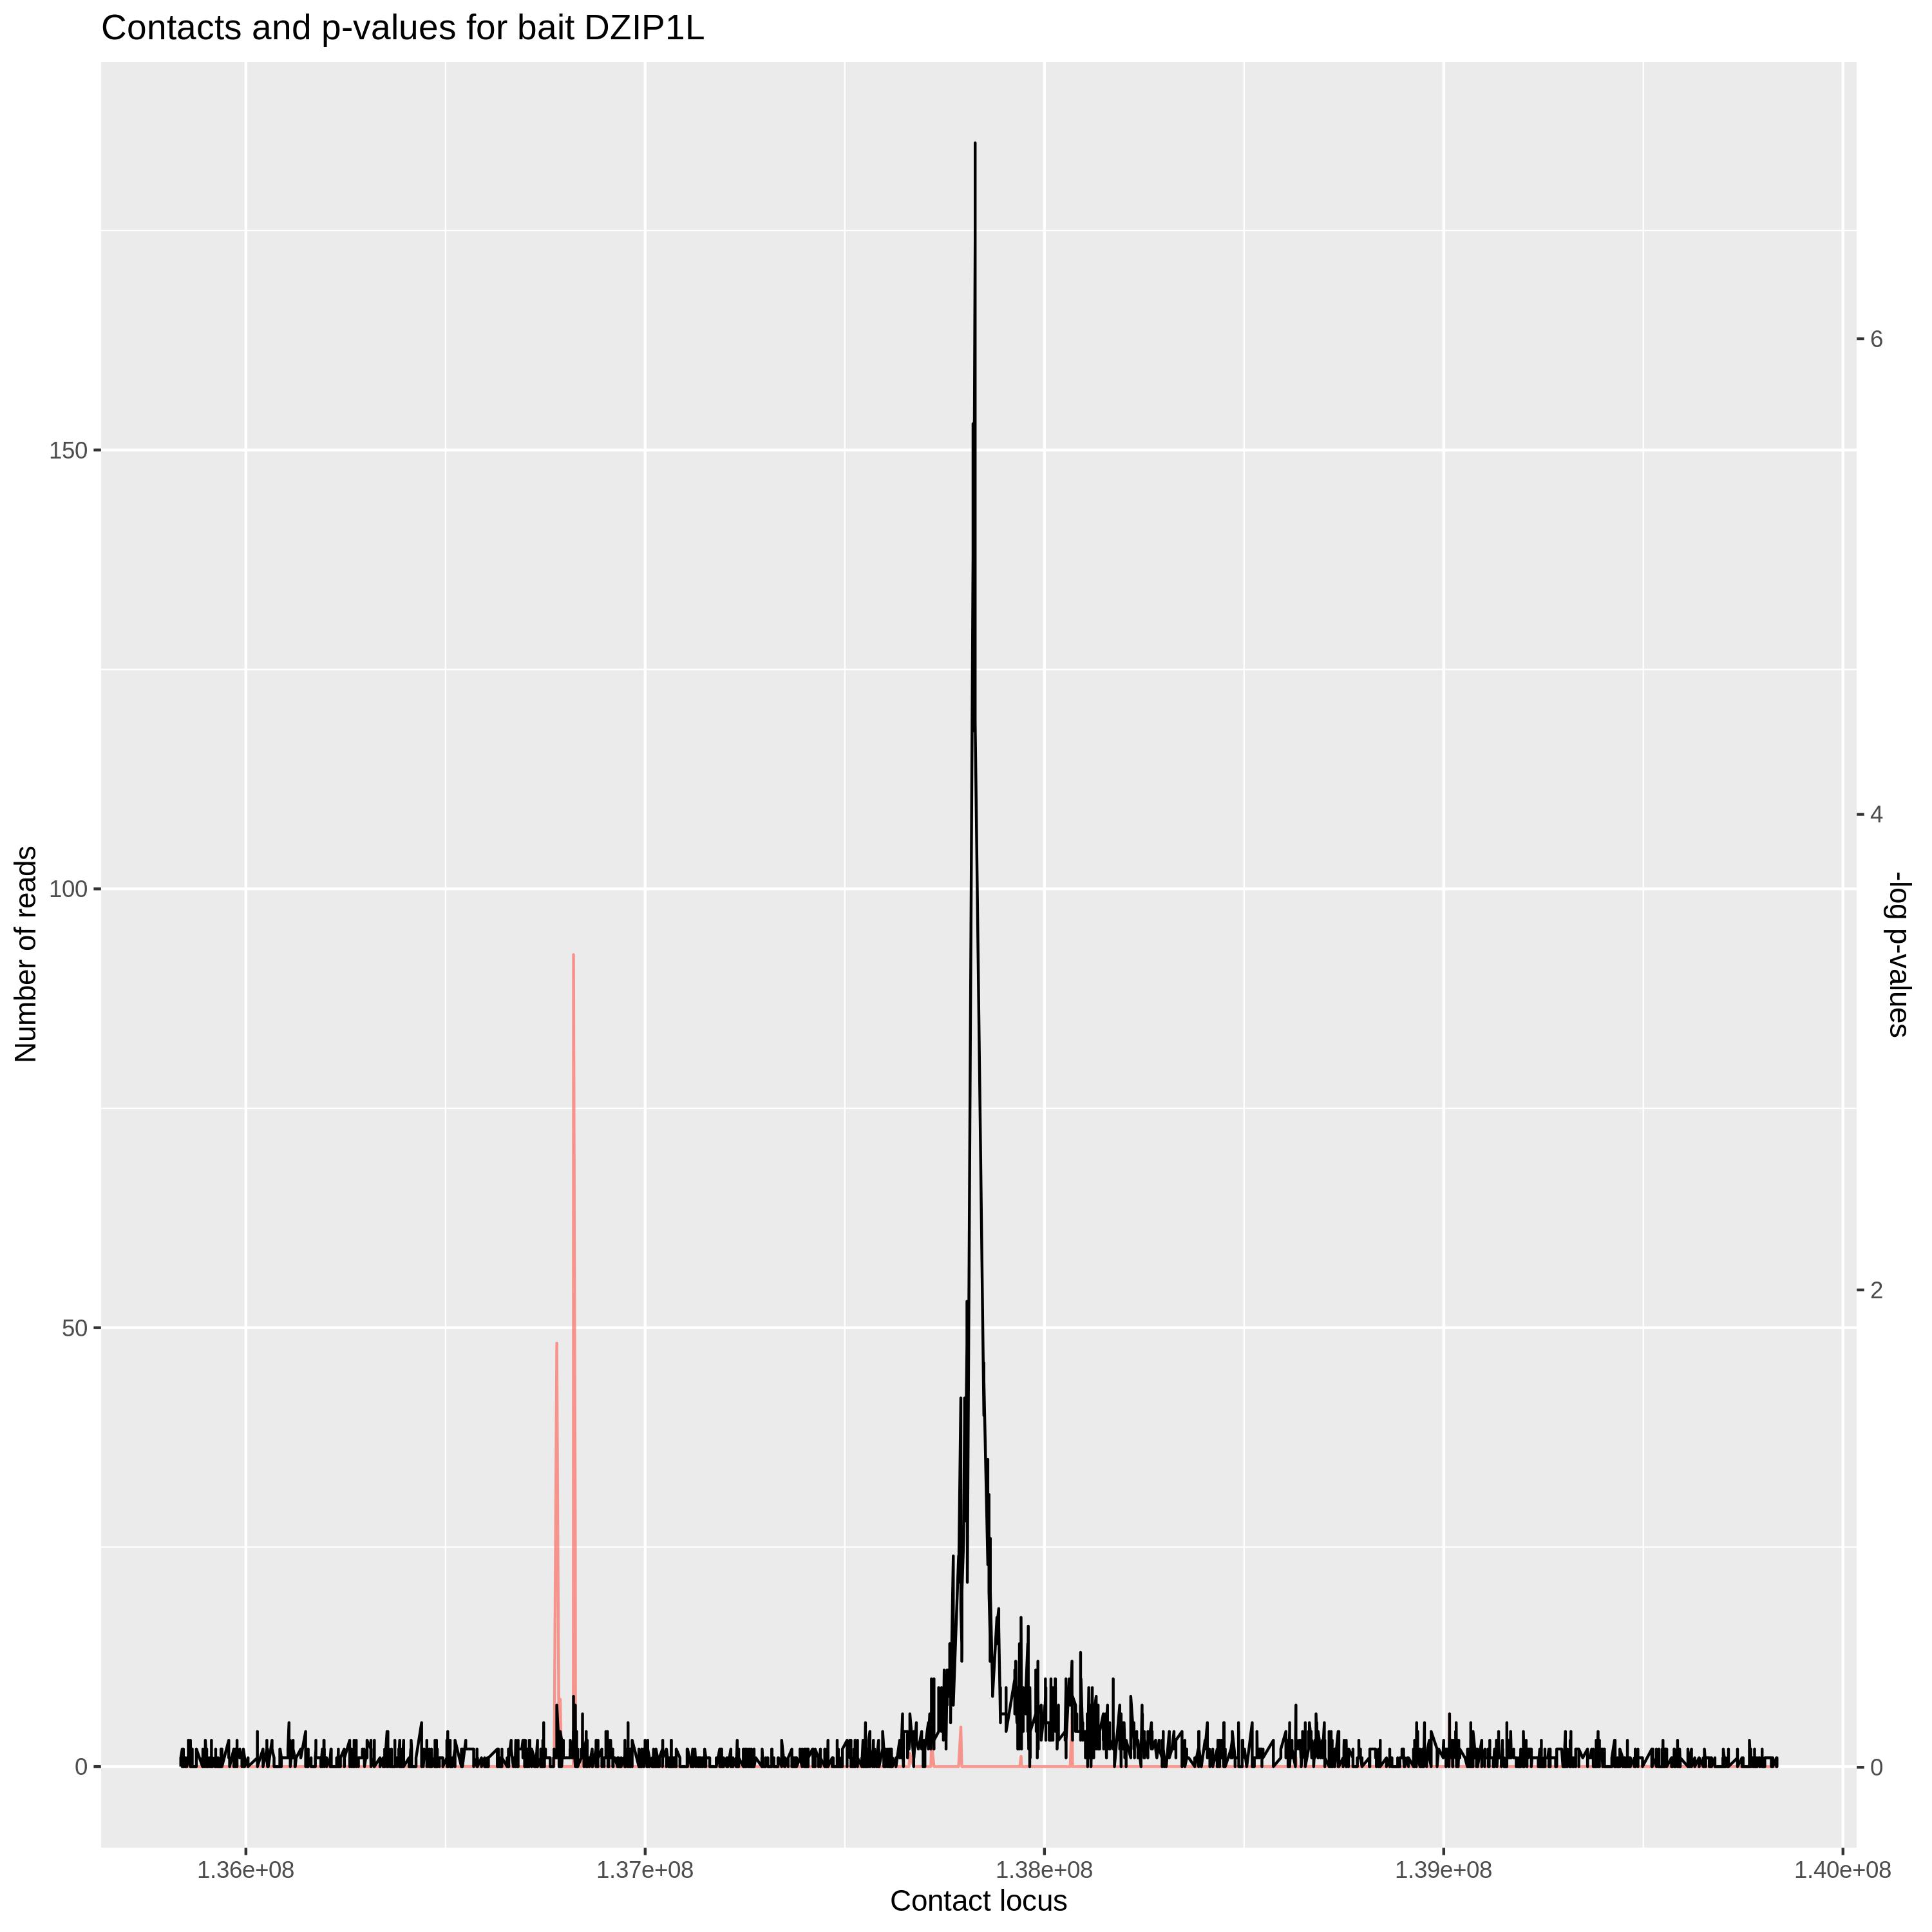 Contacts and p-values for bait DZIP1L
Number of reads
150
100
50
0
6
4
2
0
-log p-values
1.36e+08
1.37e+08
1.38e+08
1.39e+08
1.40e+08
Contact locus